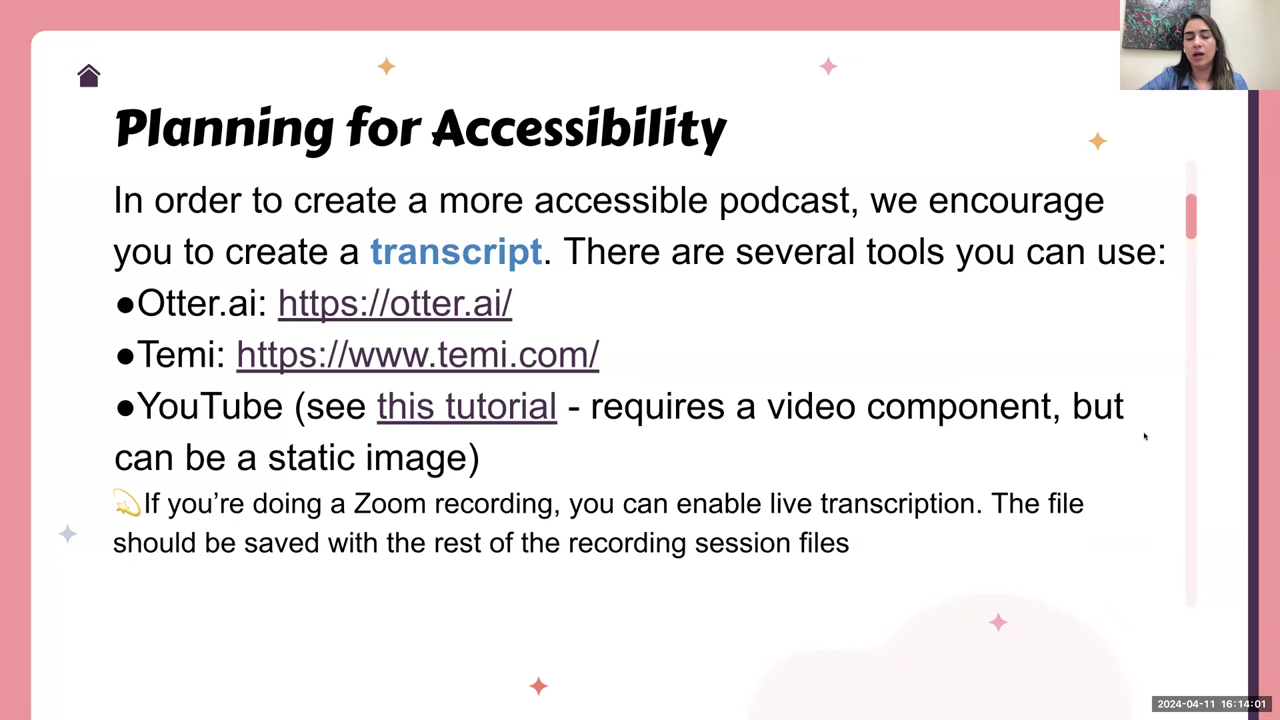 Planning for Accessibility
In order to create a more accessible podcast, we encourage
you to create a transcript. There are several tools you can use:
●Otter.ai: https://otter.ai/
●Temi: https://www.temi.com/
●YouTube (see this tutorial - requires a video component, but
can be a static image)
💫If you’re doing a Zoom recording, you can enable live transcription. The file
should be saved with the rest of the recording session files
2024-04-11 16:14:01